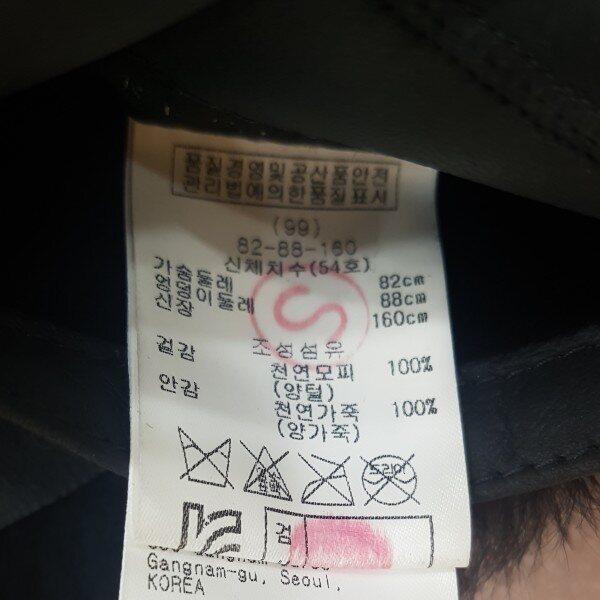 품질경영및공산품안전
관리법에의한품질표시
(99)
82-88-160
신체치수(54호)
가슴둘레 82cm
엉덩이둘레 88cm
신장 160cm
S
조성섬유
겉감 천연모피 100%
(양털)
안감 천연가죽 100%
(양가죽)
드라이
검
Gangnam-gu, Seoul,
KOREA